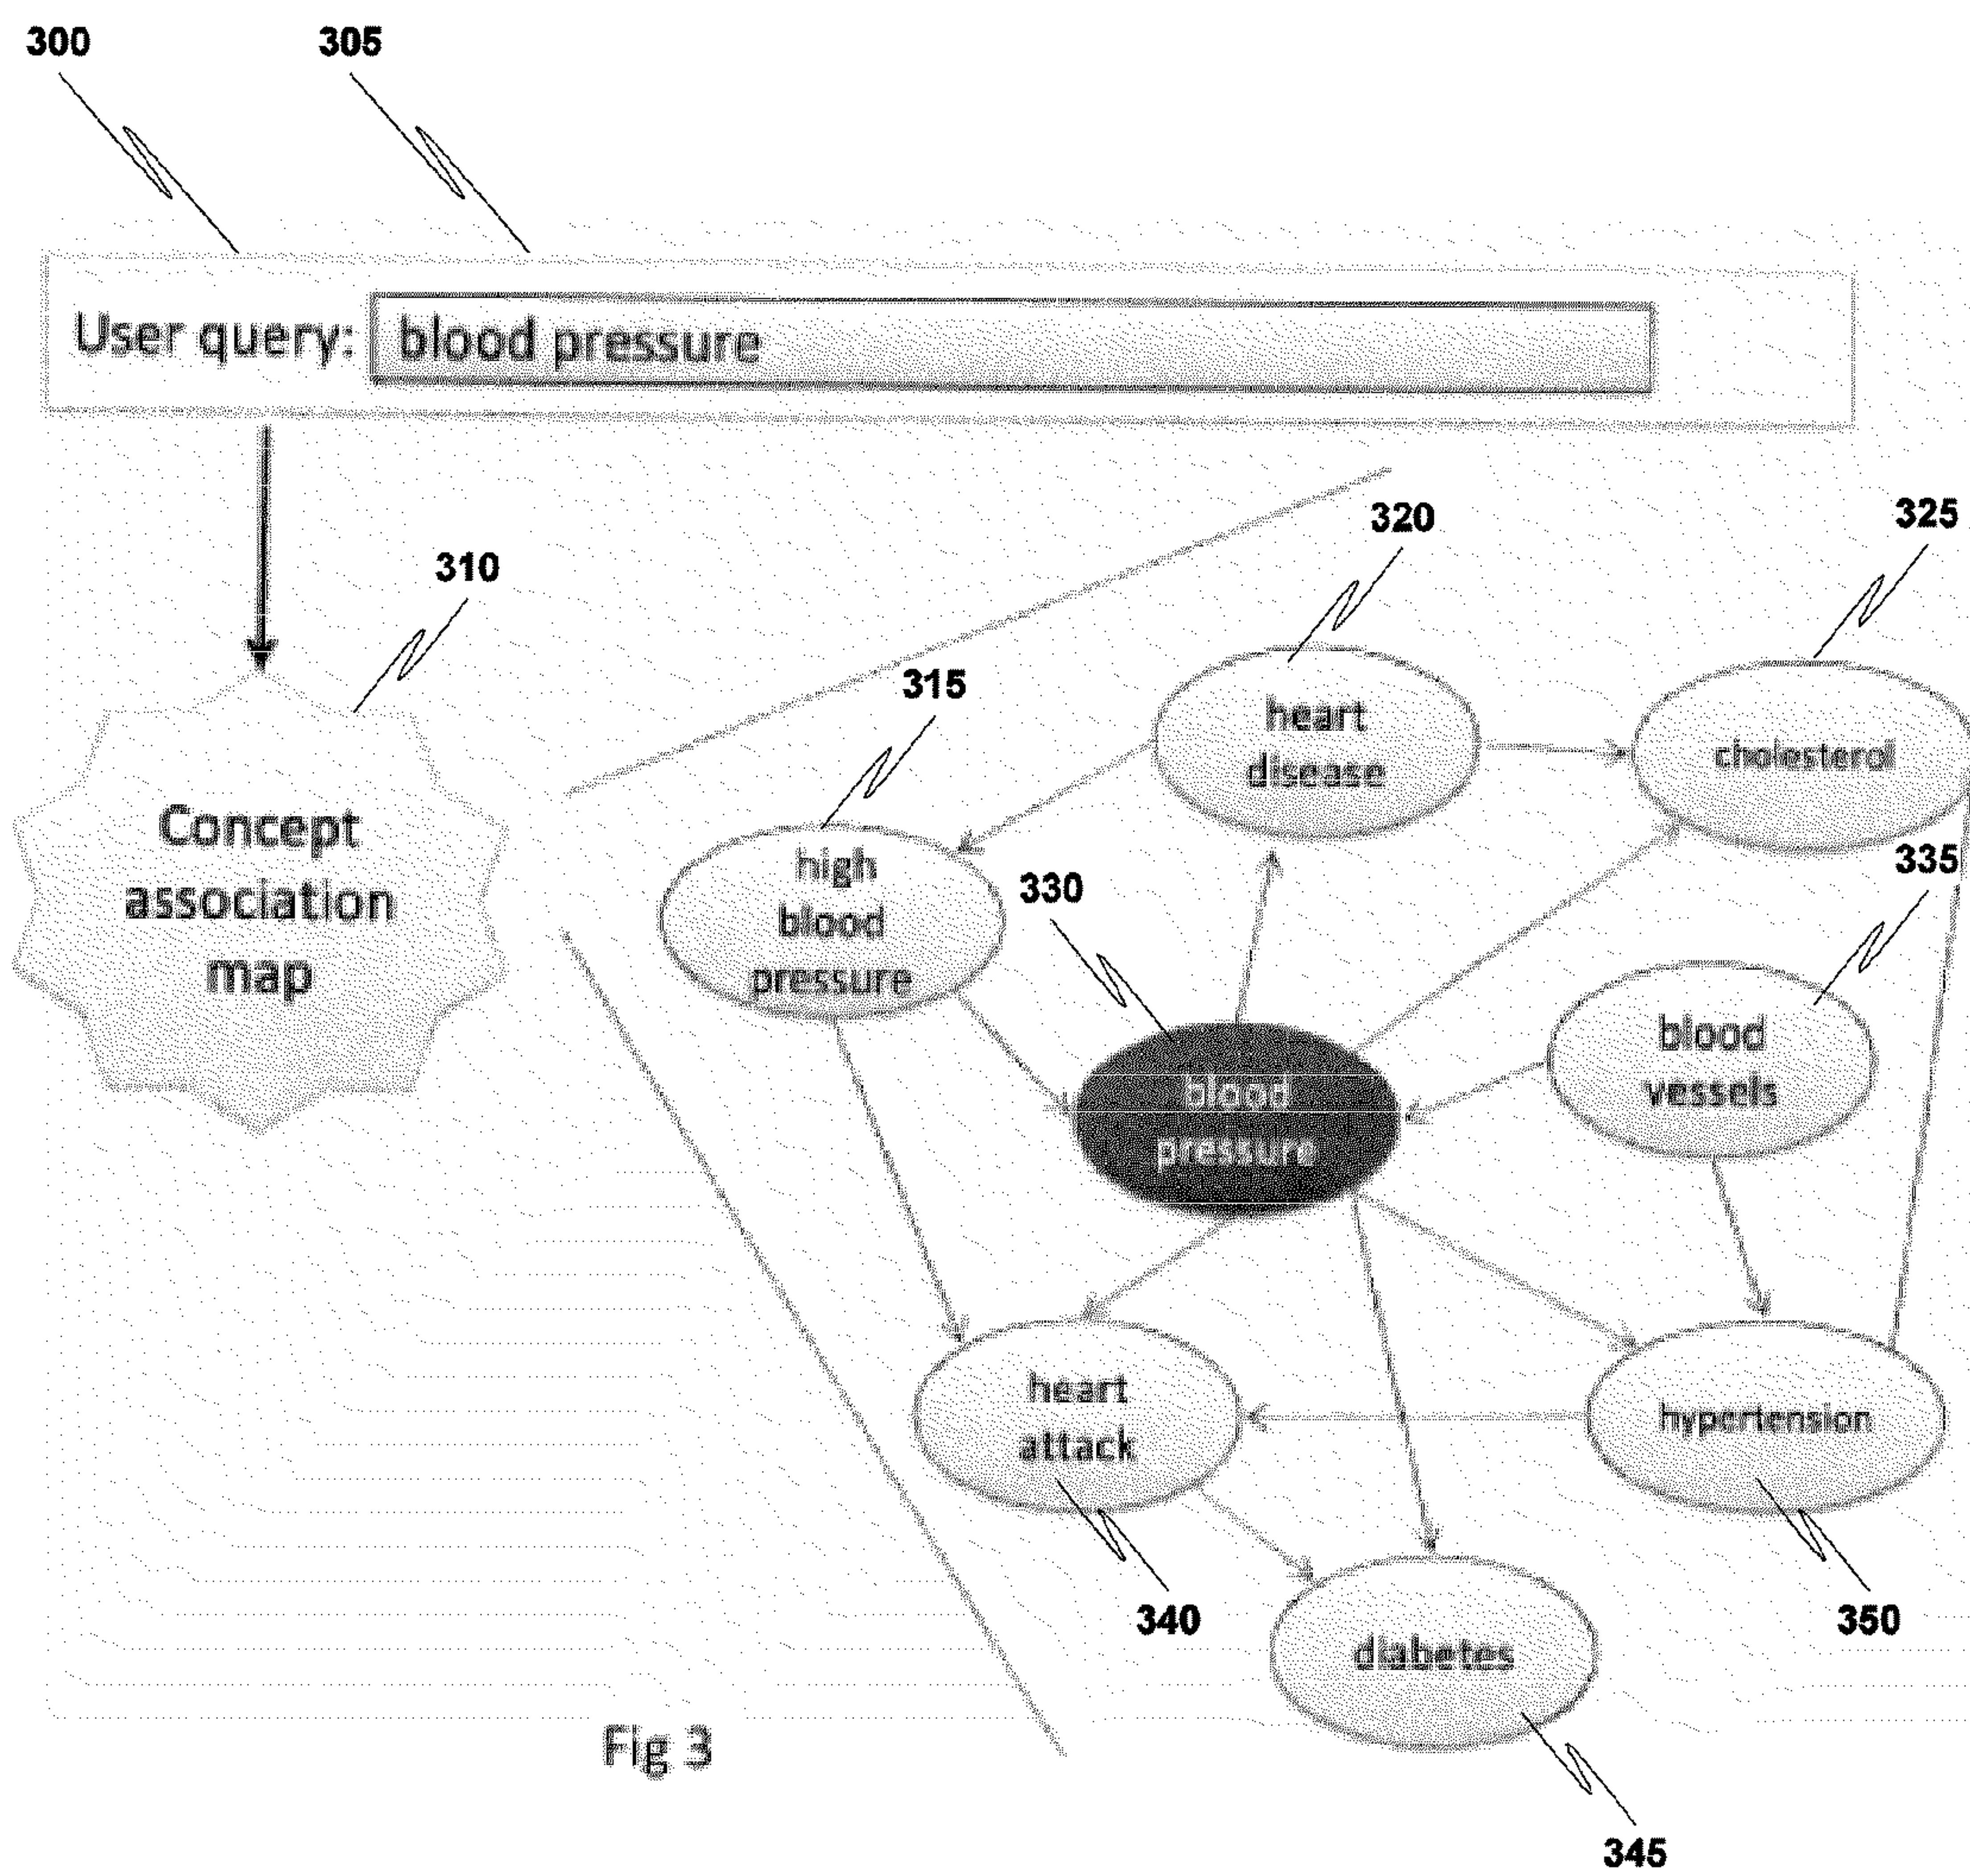 300
305
User query: blood pressure
310
Concept
association
map
315
320
325
heart
disease
cholesterol
high
blood
pressure
330
335
blood
vessels
blood
pressure
heart
attack
hypertension
340
350
diabetes
345
Fig 3